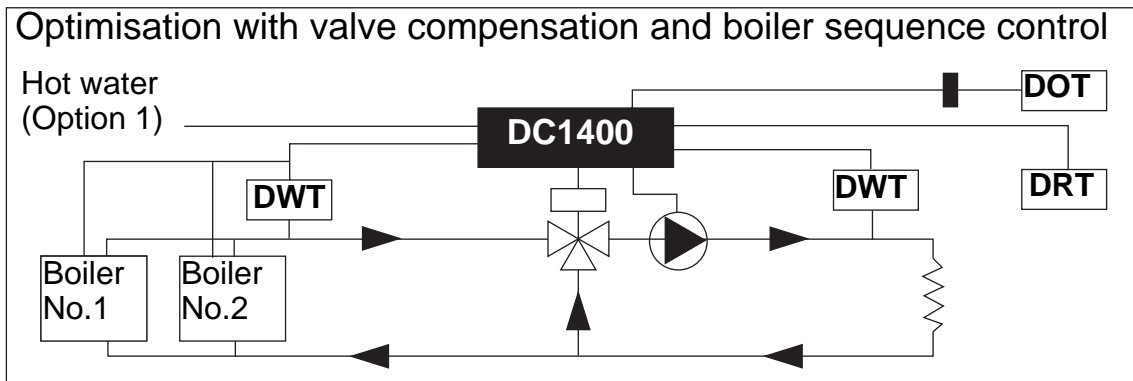 Optimisation with valve compensation and boiler sequence control
Hot water
(Option 1)
DOT
DC1400
DWT
DWT
DRT
Boiler
No.1
Boiler
No.2